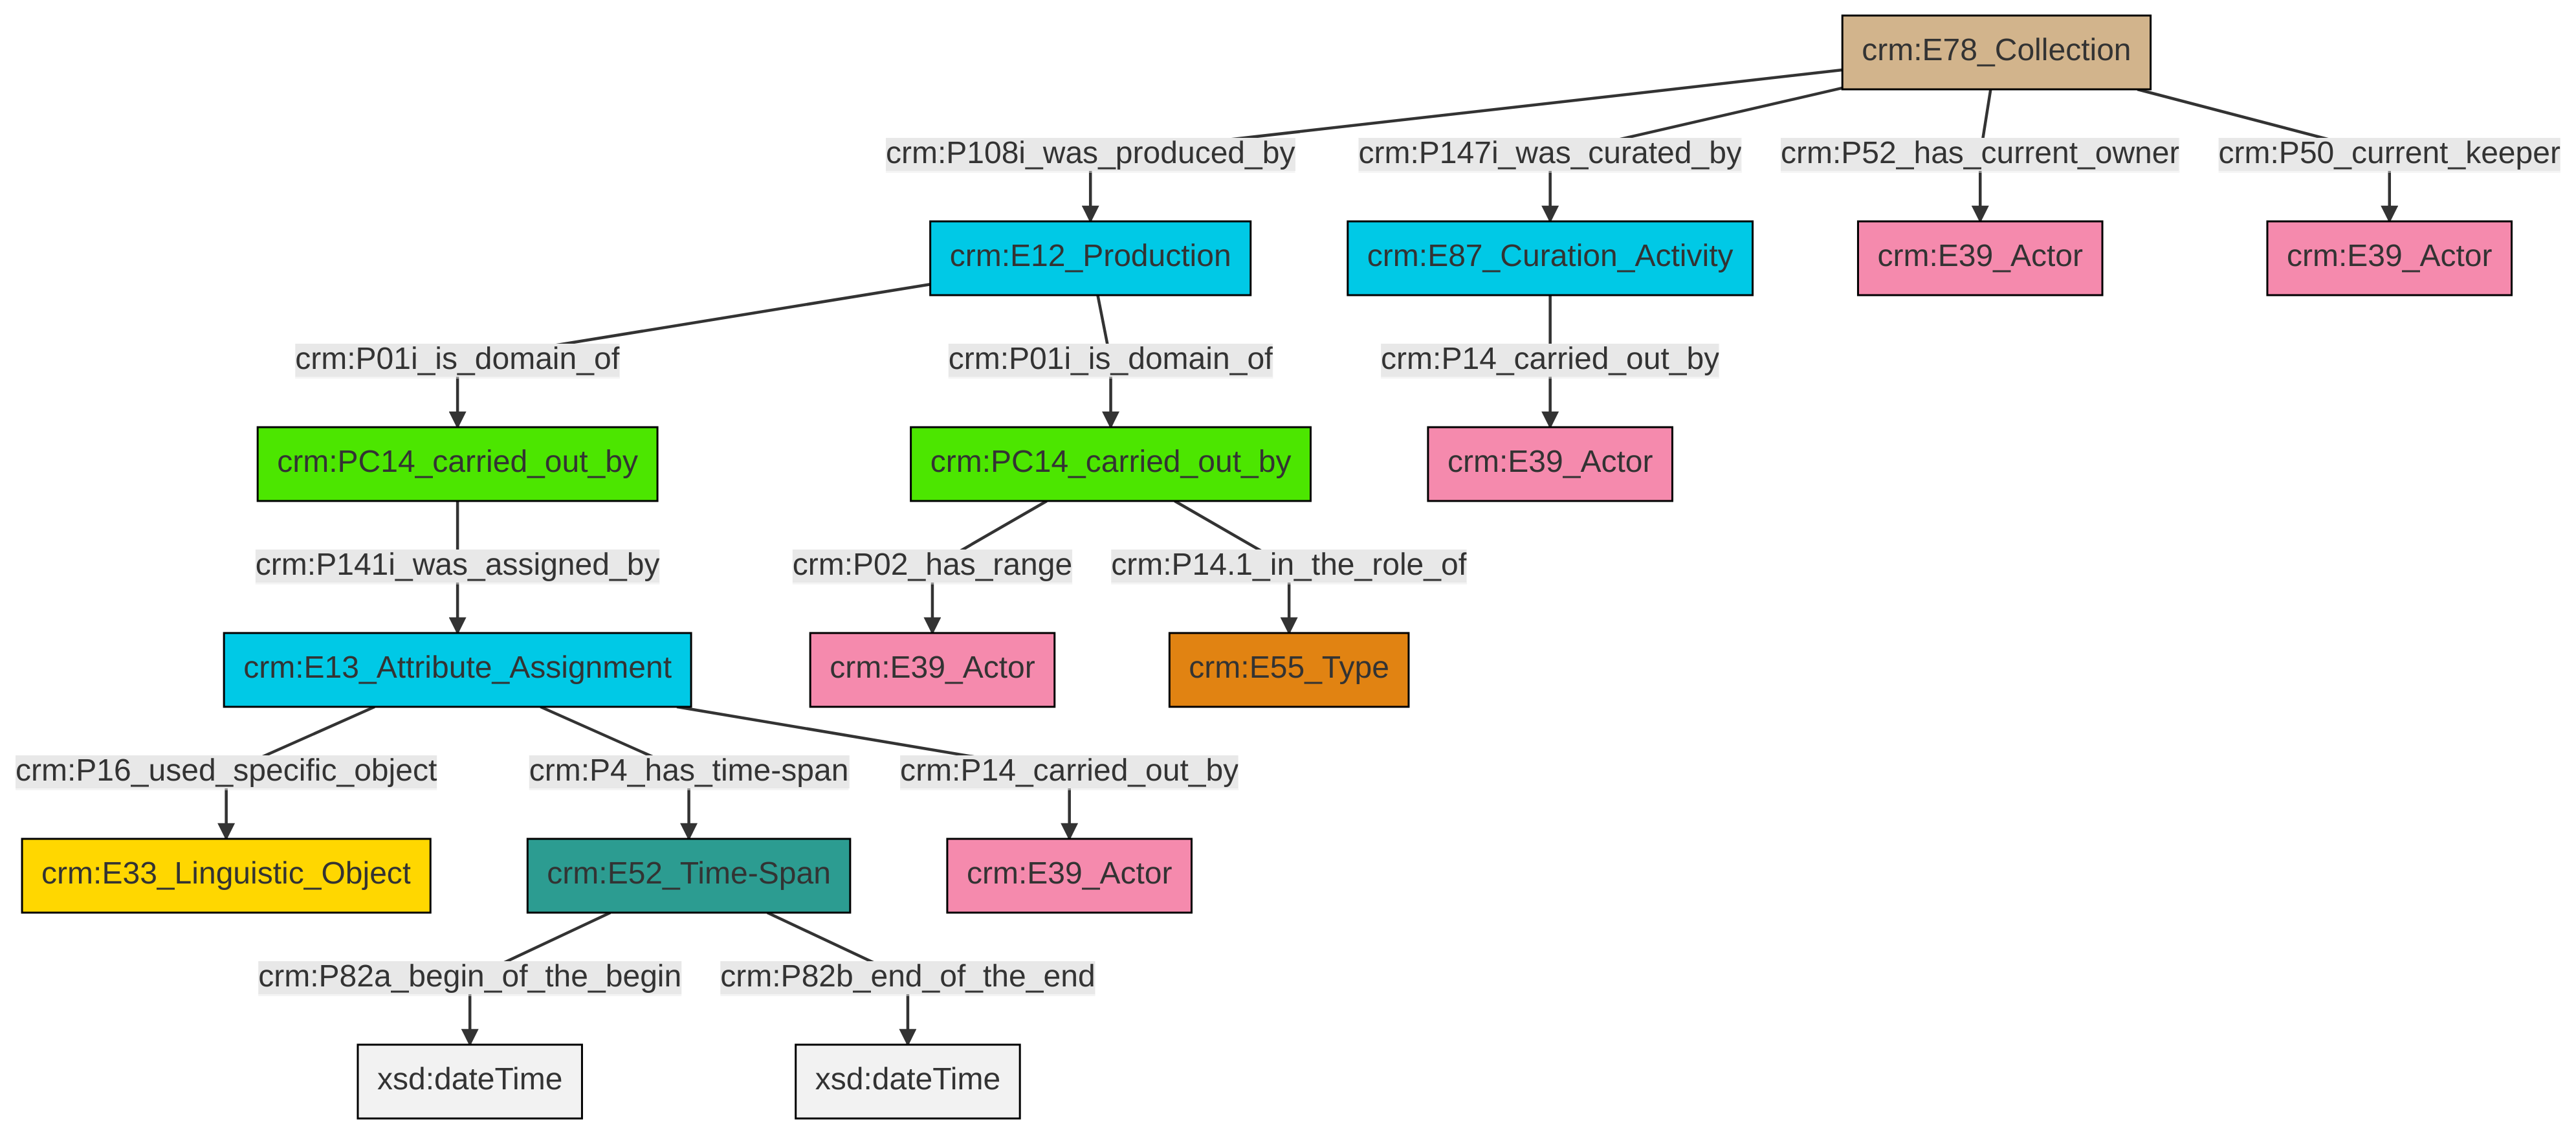 crm:E78_Collection
crm:P108i_was_produced_by
crm:P147i_was_curated_by
crm:P52_has_current_owner
crm:P50_current_keeper
crm:E12_Production
crm:E87_Curation_Activity
crm:E39_Actor
crm:E39_Actor
crm:P01i_is_domain_of
crm:P01i_is_domain_of
crm:P14_carried_out_by
crm:PC14_carried_out_by
crm:PC14_carried_out_by
crm:E39_Actor
crm:P141i_was_assigned_by
crm:P02_has_range
crm:P14.1_in_the_role_of
crm:E13_Attribute_Assignment
crm:E39_Actor
crm:E55_Type
crm:P16_used_specific_object
crm:P4_has_time-span
crm:P14_carried_out_by
crm:E33_Linguistic_Object
crm:E52_Time-Span
crm:E39_Actor
crm:P82a_begin_of_the_begin
crm:P82b_end_of_the_end
xsd:dateTime
xsd:dateTime